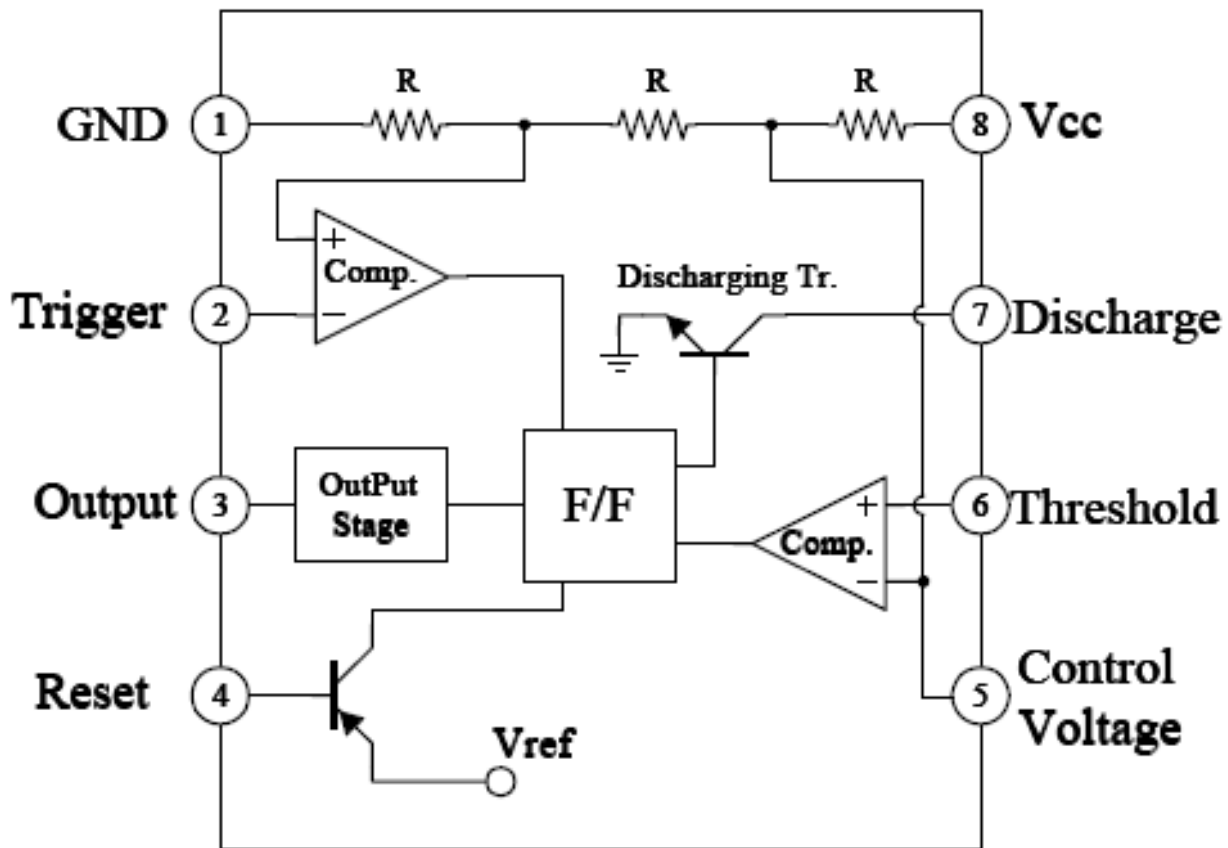 R
R
R
GND
1
8
Vcc
+
Comp.
−
Trigger
2
Discharging Tr.
7
Discharge
Output
3
OutPut
Stage
F/F
+
Comp.
−
6
Threshold
Reset
4
Vref
5
Control
Voltage